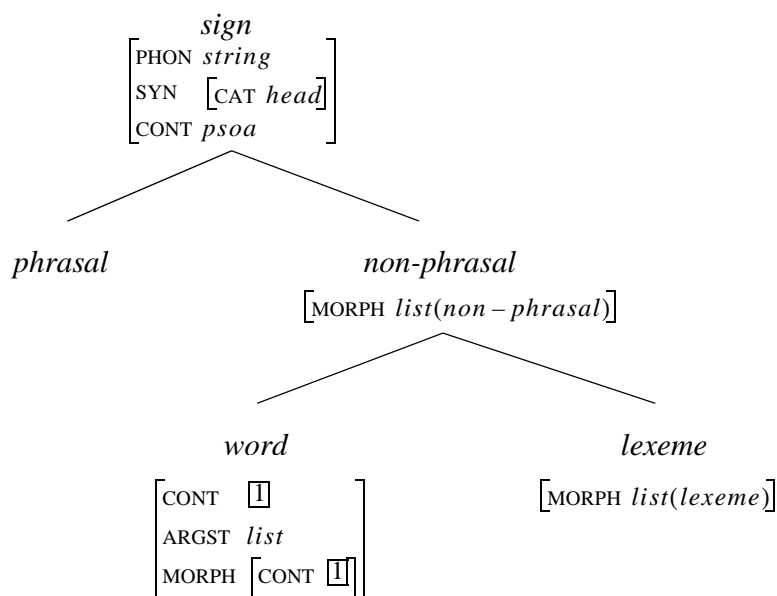 sign
PHON string
SYN [CAT head]
CONT psoa
phrasal non-phrasal
[MORPH list(non – phrasal)]
word lexeme
CONT 1 [MORPH list(lexeme)]
ARGST list
MORPH [CONT 1]